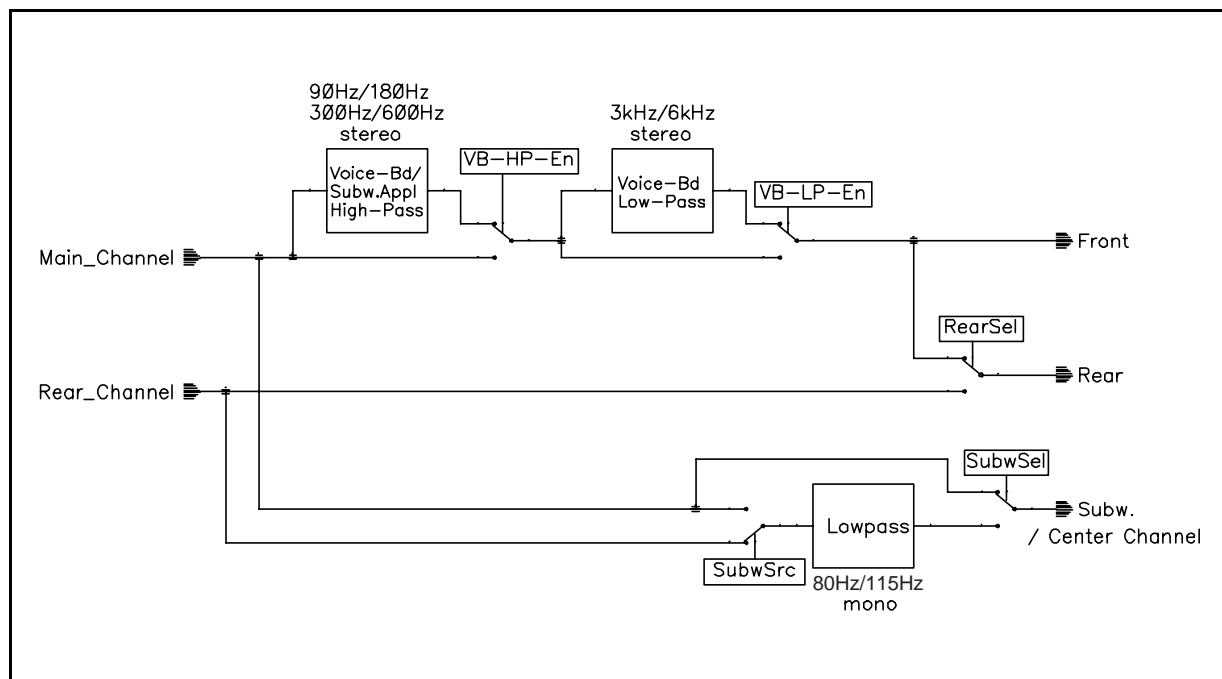 90Hz/180Hz
300Hz/600Hz
stereo
3kHz/6kHz
stereo
VB-HP-En
Voice-Bd/
Subw.Appl
High-Pass
Voice-Bd
Low-Pass
VB-LP-En
Main_Channel
Front
RearSel
Rear_Channel
Rear
SubwSel
Lowpass
Subw.
/ Center Channel
SubwSrc
80Hz/115Hz
mono